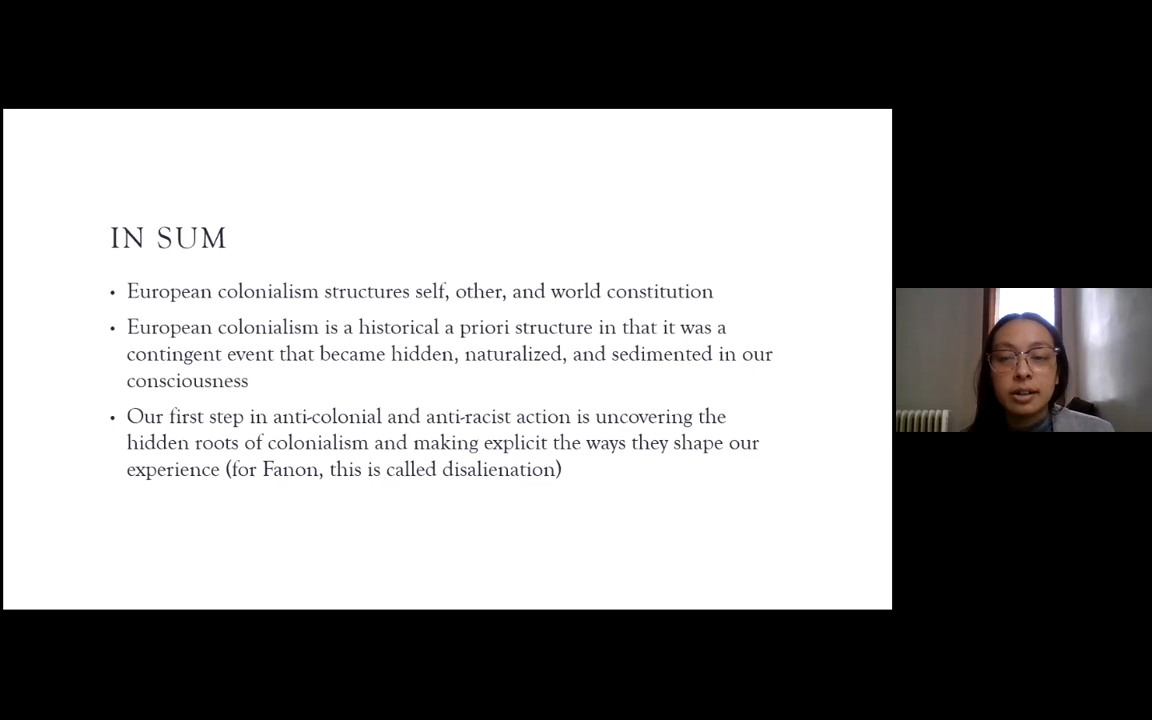 IN SUM
• European colonialism structures self, other, and world constitution
• European colonialism is a historical a priori structure in that it was a
contingent event that became hidden, naturalized, and sedimented in our
consciousness
• Our first step in anti-colonial and anti-racist action is uncovering the
hidden roots of colonialism and making explicit the ways they shape our
experience (for Fanon, this is called disalienation)